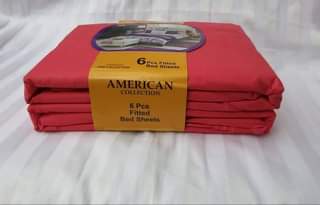 6 Pcs Fitted
Bed Sheets
AMERICAN
COLLECTION
6 Pcs
Fitted
Bed Sheets